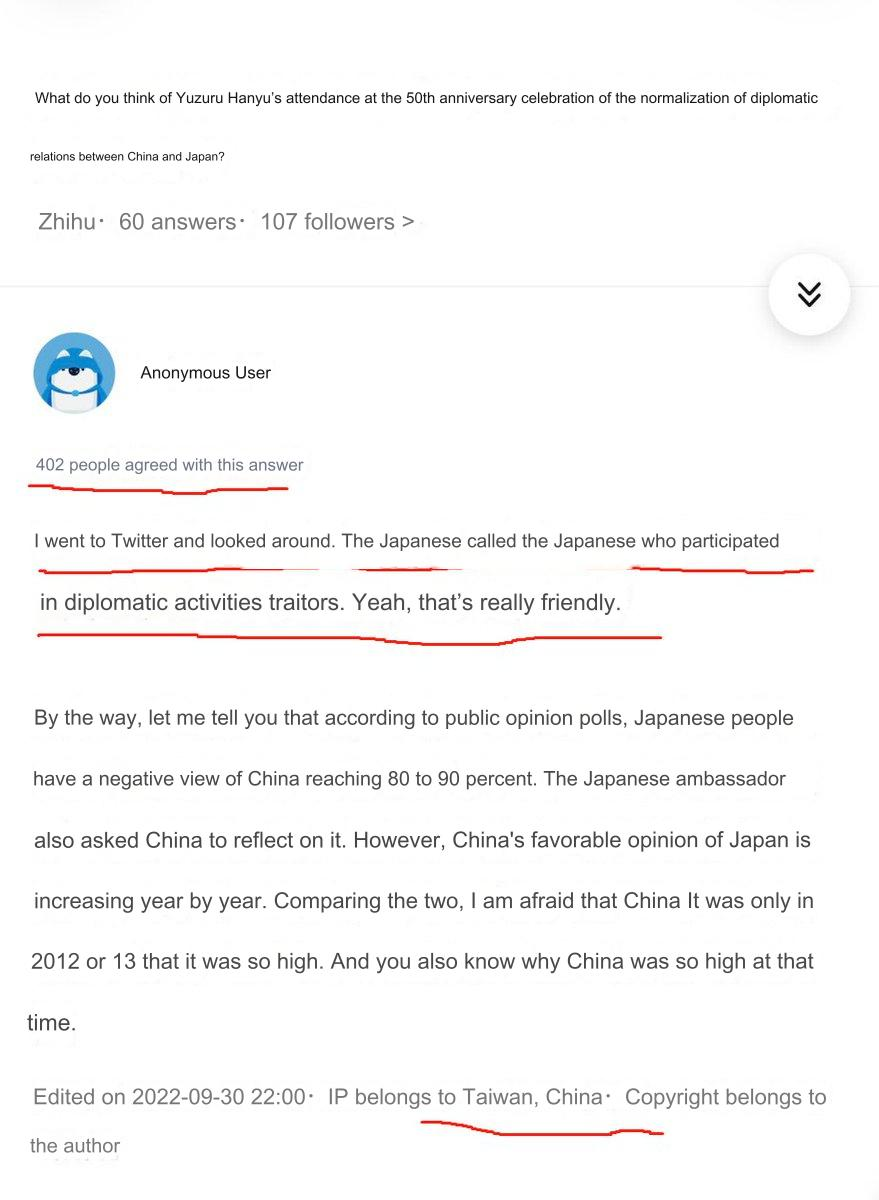 What do you think of Yuzuru Hanyu’s attendance at the 50th anniversary celebration of the normalization of diplomatic
relations between China and Japan?
Zhihu· 60 answers· 107 followers >
Anonymous User
402 people agreed with this answer
I went to Twitter and looked around. The Japanese called the Japanese who participated
in diplomatic activities traitors. Yeah, that’s really friendly.
By the way, let me tell you that according to public opinion polls, Japanese people
have a negative view of China reaching 80 to 90 percent. The Japanese ambassador
also asked China to reflect on it. However, China's favorable opinion of Japan is
increasing year by year. Comparing the two, I am afraid that China It was only in
2012 or 13 that it was so high. And you also know why China was so high at that
time.
Edited on 2022-09-30 22:00· IP belongs to Taiwan, China· Copyright belongs to
the author